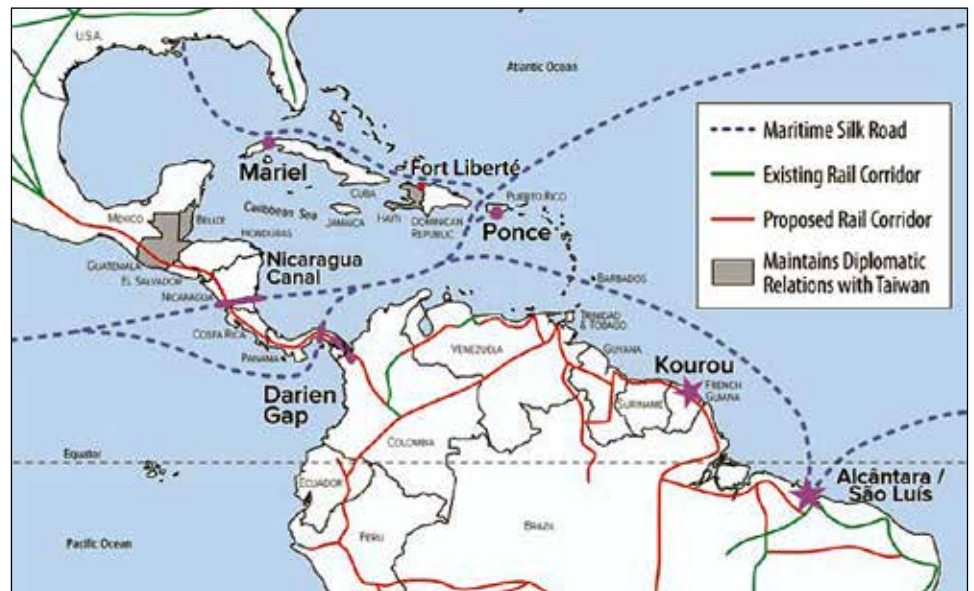 U.S.A.
Atlantic Ocean
Maritime Silk Road
Existing Rail Corridor
Proposed Rail Corridor
Maintains Diplomatic
Relations with Taiwan
Mariel
Fort Liberté
CUBA
PUERTO RICO
Ponce
MEXICO
BELIZE
Caribbean Sea
JAMAICA
HAITI
DOMINICAN
REPUBLIC
HONDURAS
GUATEMALA
EL SALVADOR
Nicaragua
Canal
NICARAGUA
BARBADOS
TRINIDAD
& TOBAGO
COSTA RICA
PANAMA
VENEZUELA
GUYANA
Kourou
SURINAME
FRENCH
GUIANA
Darien
Gap
COLOMBIA
Equator
ECUADOR
Alcântara /
São Luís
PERU
BRAZIL
Pacific Ocean